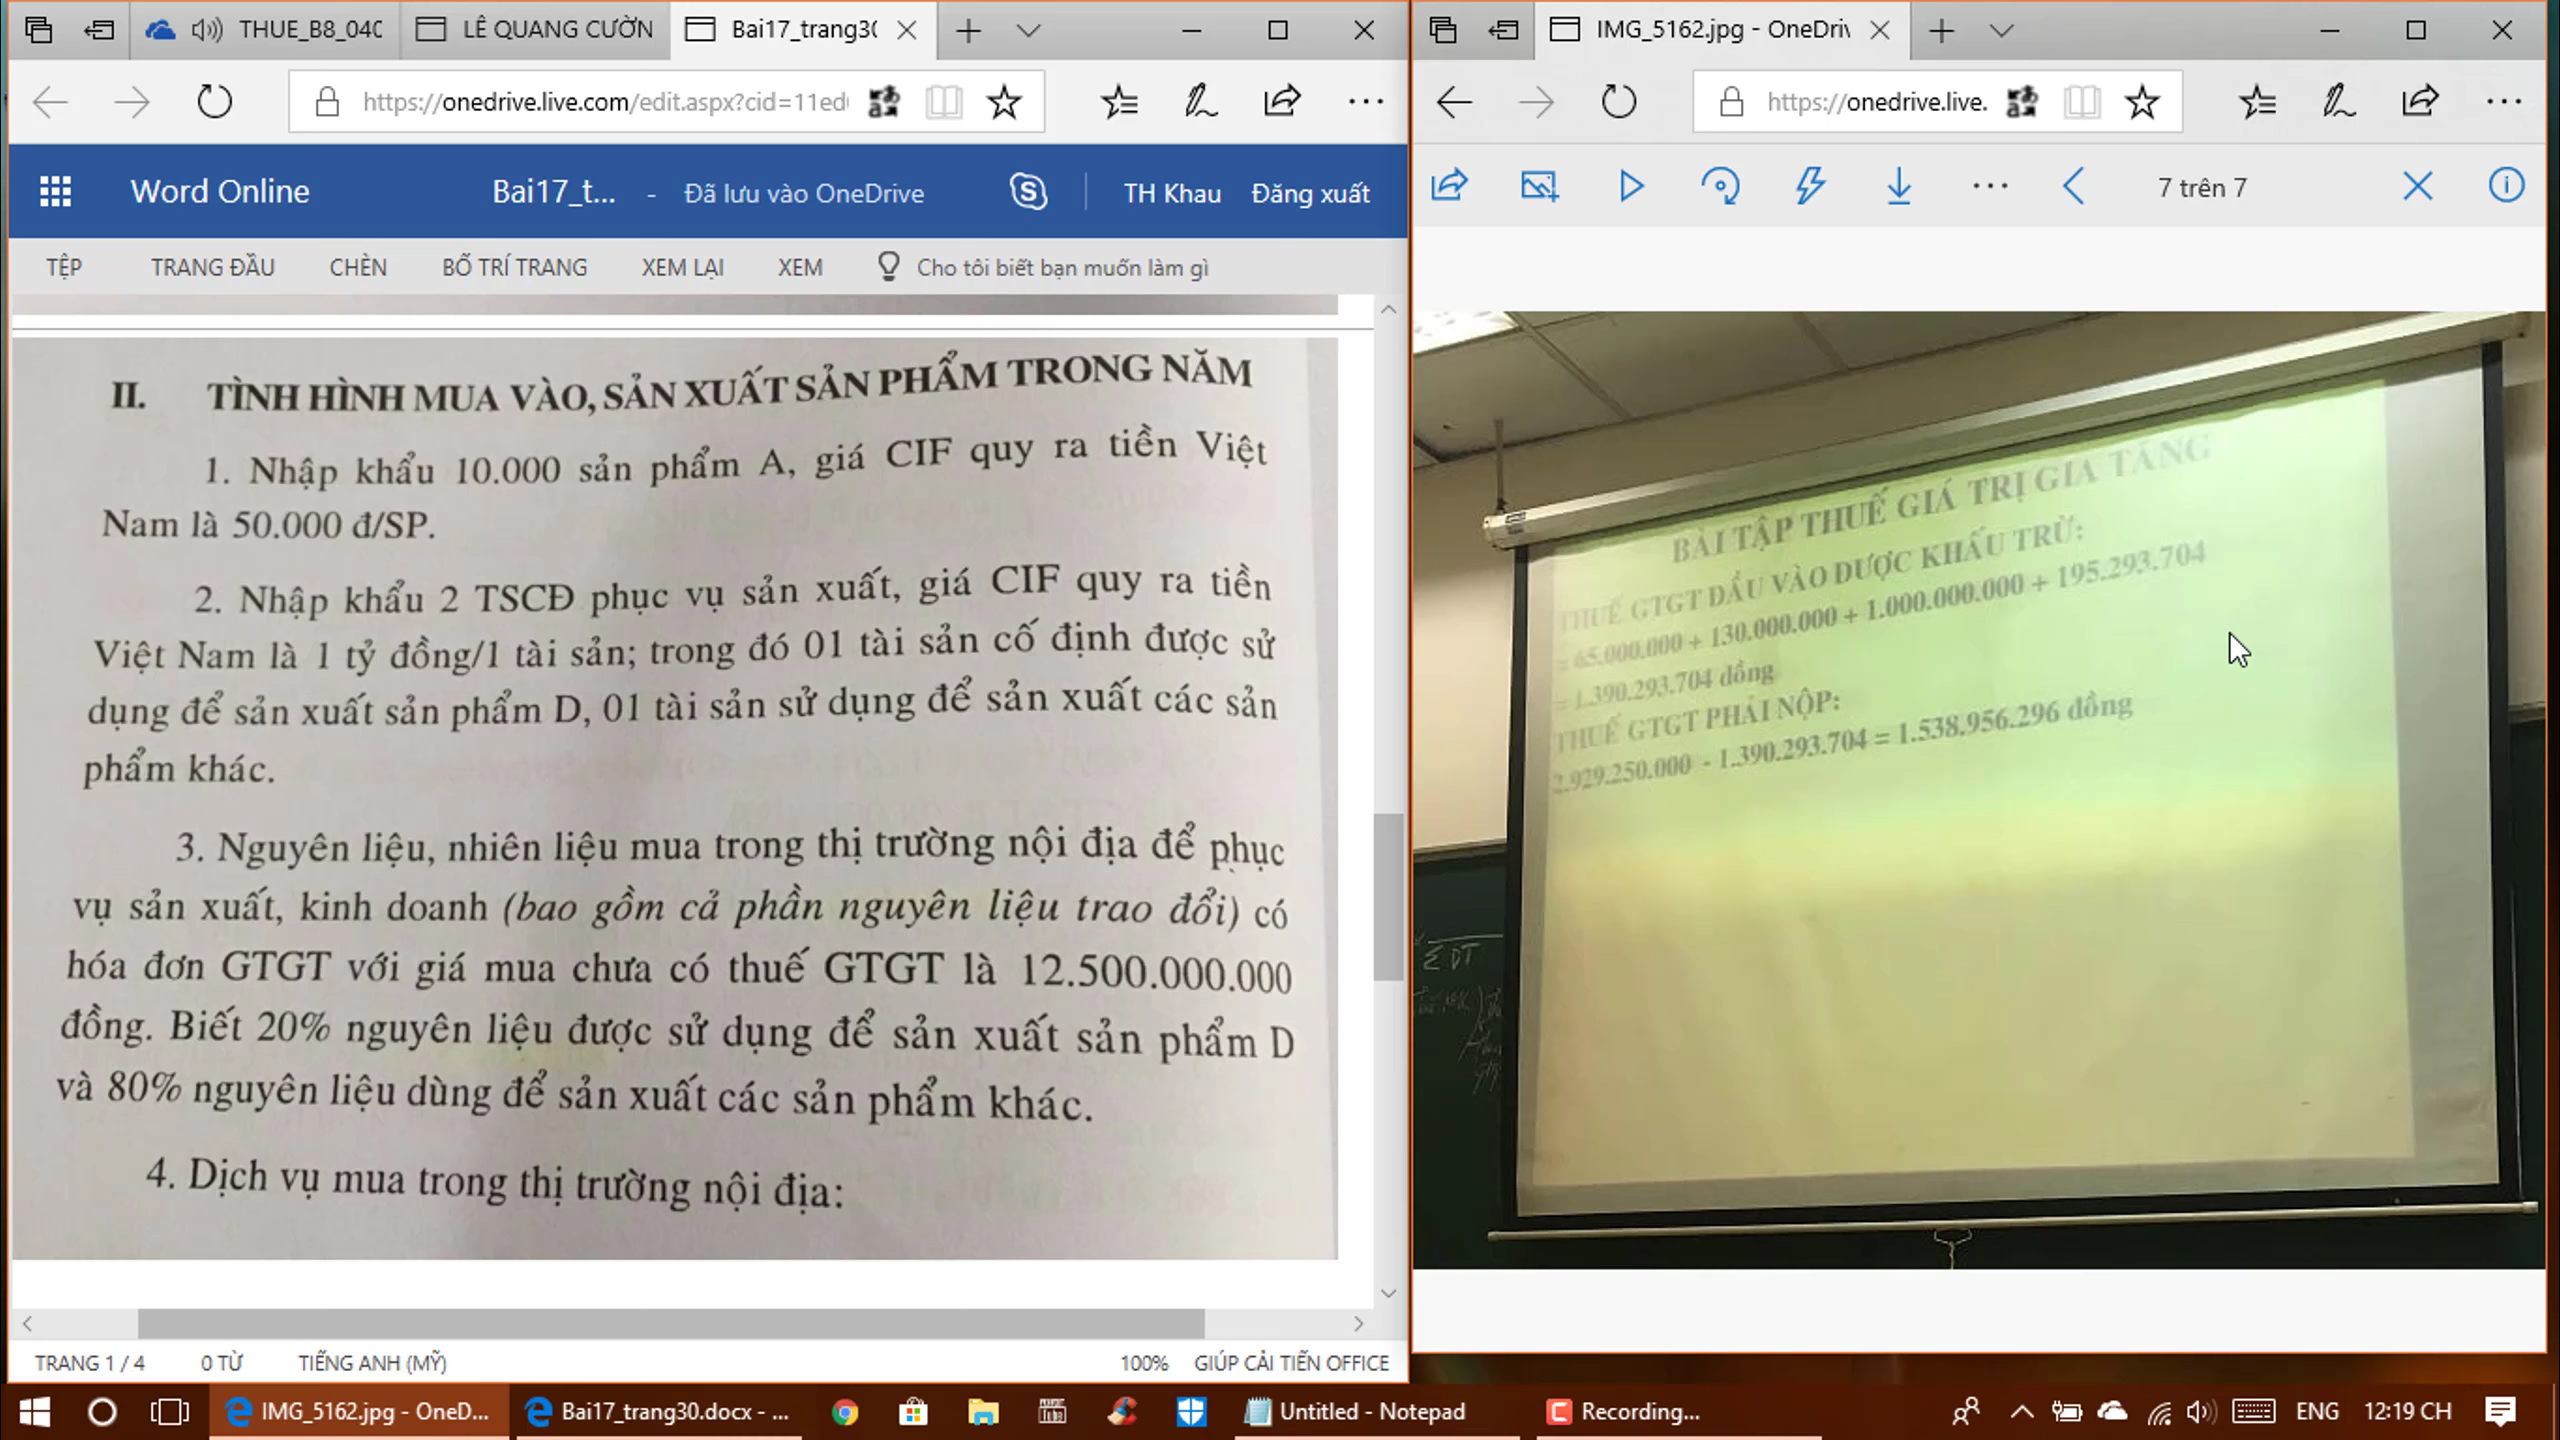 THUE_B8_04
LÊ QUANG CƯỜN
Bai17_trang30
https://onedrive.live.com/edit.aspx?cid=11ed
Word Online
Bai17_t... - Đã lưu vào OneDrive
TH Khau
Đăng xuất
TỆP
TRANG ĐẦU
CHÈN
BỐ TRÍ TRANG
XEM LẠI
XEM
Cho tôi biết bạn muốn làm gì
II. TÌNH HÌNH MUA VÀO, SẢN XUẤT SẢN PHẨM TRONG NĂM
1. Nhập khẩu 10.000 sản phẩm A, giá CIF quy ra tiền Việt
Nam là 50.000 đ/SP.
2. Nhập khẩu 2 TSCĐ phục vụ sản xuất, giá CIF quy ra tiền
Việt Nam là 1 tỷ đồng/1 tài sản; trong đó 01 tài sản cố định được sử
dụng để sản xuất sản phẩm D, 01 tài sản sử dụng để sản xuất các sản
phẩm khác.
3. Nguyên liệu, nhiên liệu mua trong thị trường nội địa để phục
vụ sản xuất, kinh doanh (bao gồm cả phần nguyên liệu trao đổi) có
hóa đơn GTGT với giá mua chưa có thuế GTGT là 12.500.000.000
đồng. Biết 20% nguyên liệu được sử dụng để sản xuất sản phẩm D
và 80% nguyên liệu dùng để sản xuất các sản phẩm khác.
4. Dịch vụ mua trong thị trường nội địa:
TRANG 1 / 4
0 TỪ
TIẾNG ANH (MỸ)
100%
GIÚP CẢI TIẾN OFFICE
IMG_5162.jpg - OneDriv
https://onedrive.live.
7 trên 7
BÀI TẬP THUẾ GIÁ TRỊ GIA TĂNG
THUẾ GTGT ĐẦU VÀO ĐƯỢC KHẤU TRỪ:
= 65.000.000 + 130.000.000 + 1.000.000.000 + 195.293.704
= 1.390.293.704 đồng
THUẾ GTGT PHẢI NỘP:
2.929.250.000 - 1.390.293.704 = 1.538.956.296 đồng
Σ DT
IMG_5162.jpg - OneD...
Bai17_trang30.docx - ...
Untitled - Notepad
Recording...
ENG
12:19 CH